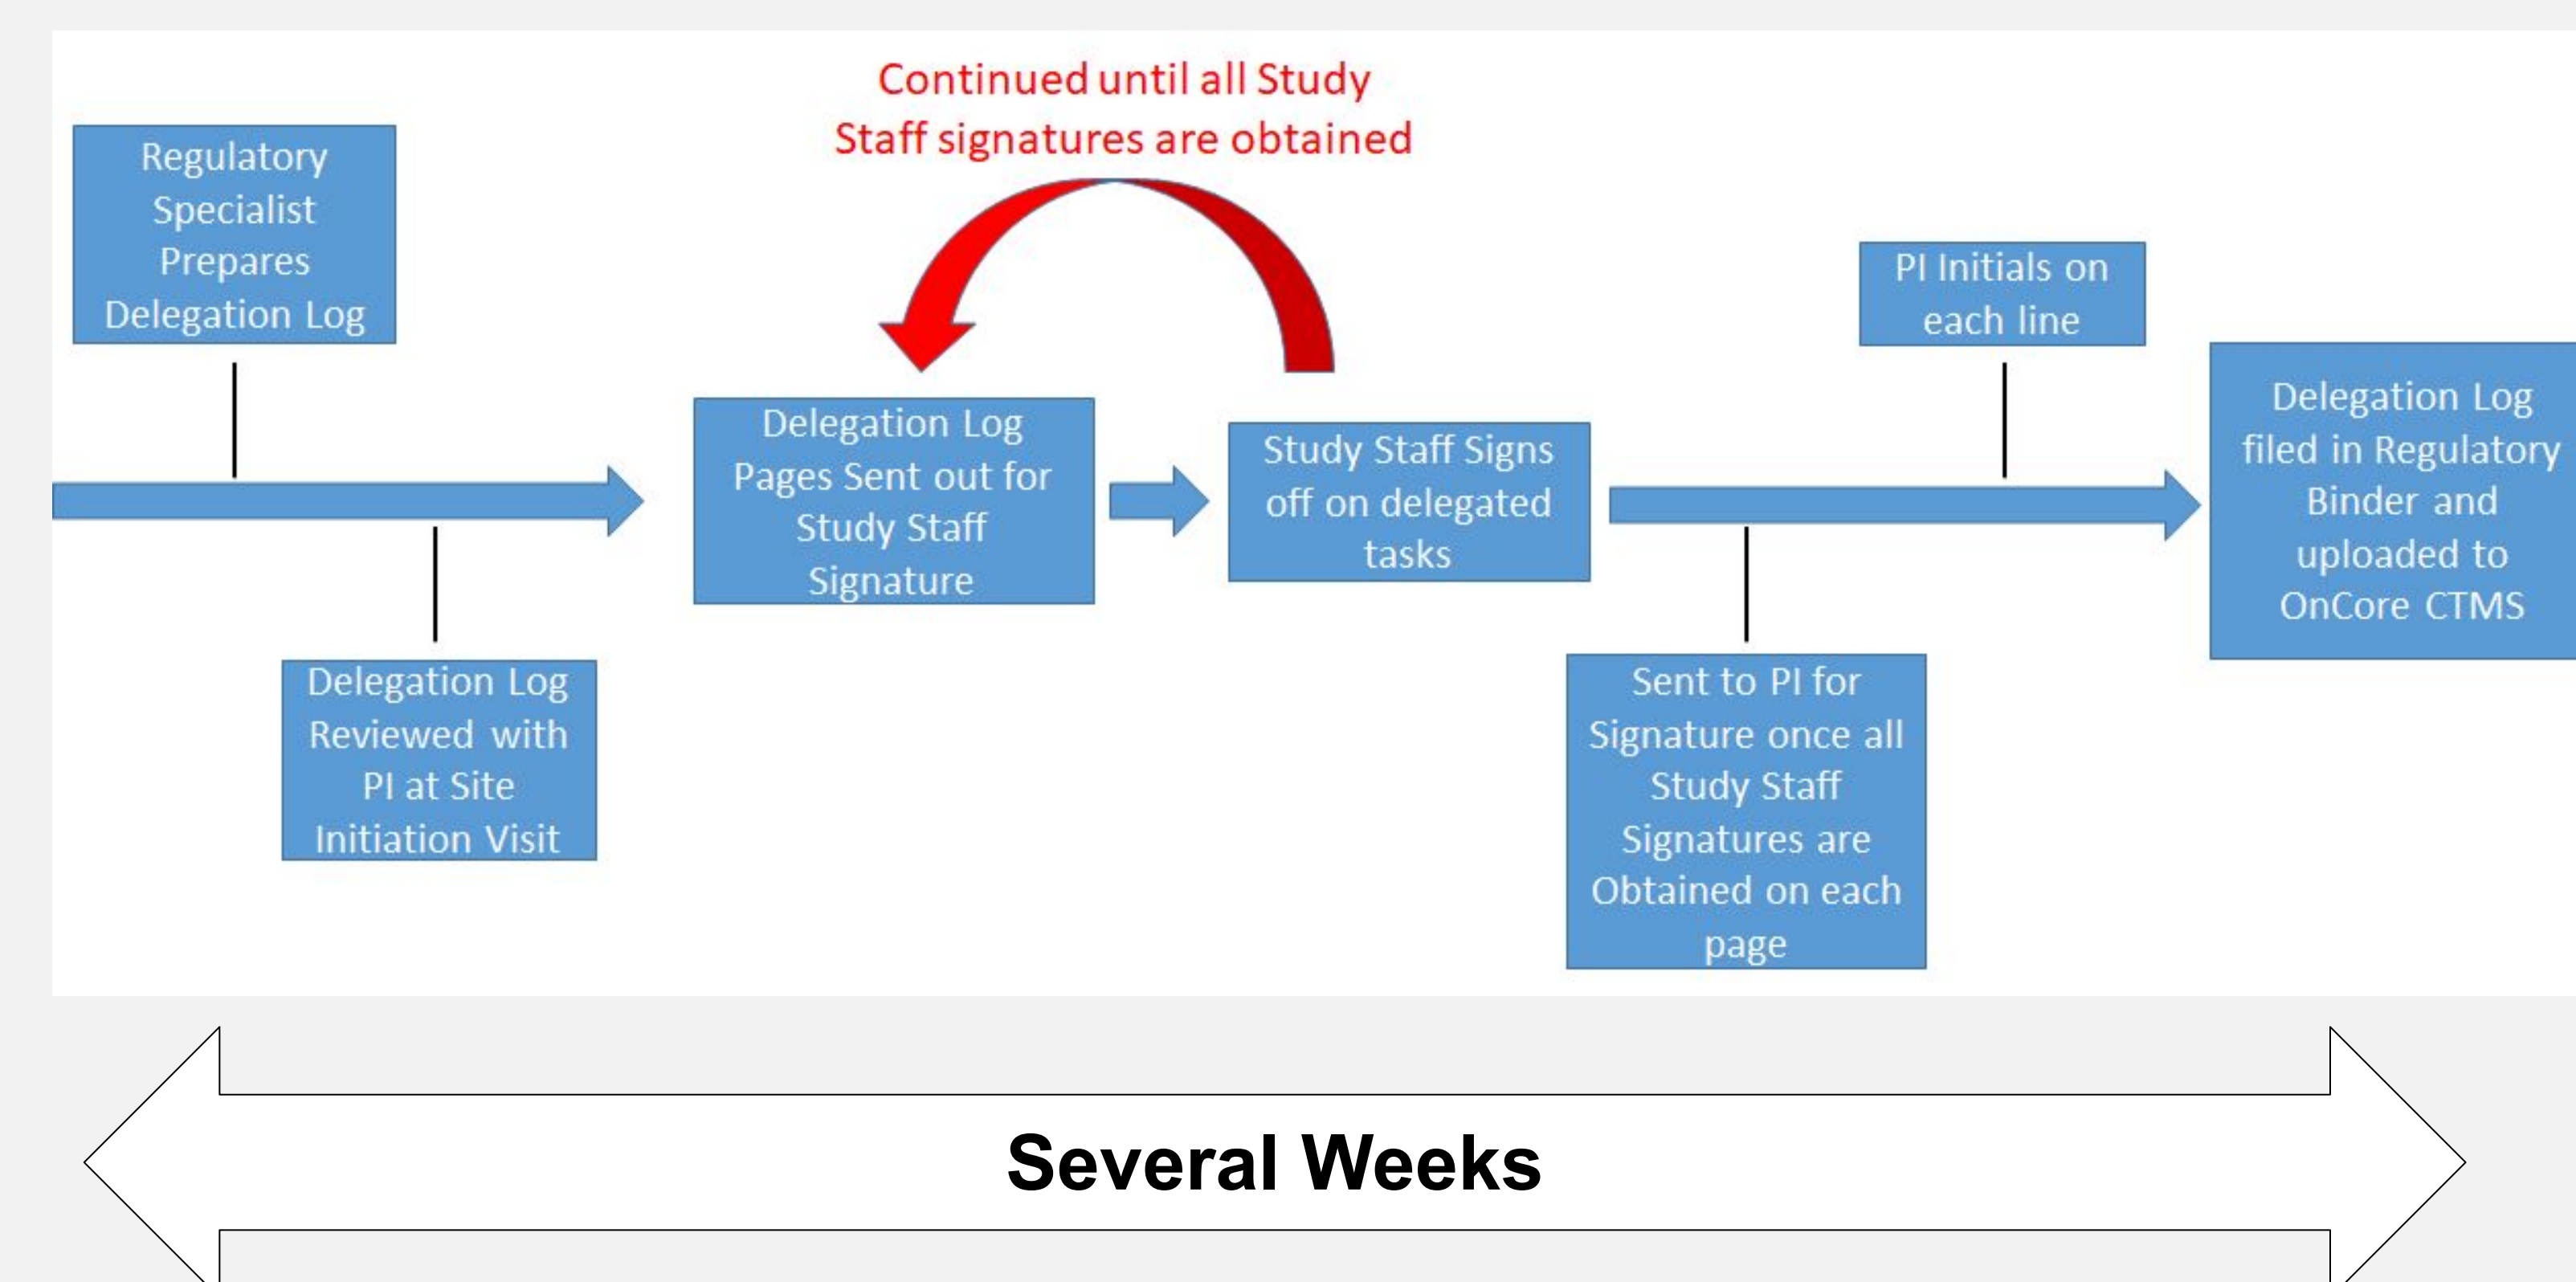 Continued until all Study
Staff signatures are obtained
Regulatory
Specialist
Prepares
Delegation Log
Delegation Log
Reviewed with
PI at Site
Initiation Visit
Delegation Log
Pages Sent out for
Study Staff
Signature
Study Staff Signs
off on delegated
tasks
Sent to PI for
Signature once all
Study Staff
Signatures are
Obtained on each
page
PI Initials on
each line
Delegation Log
filed in Regulatory
Binder and
uploaded to
OnCore CTMS
Several Weeks